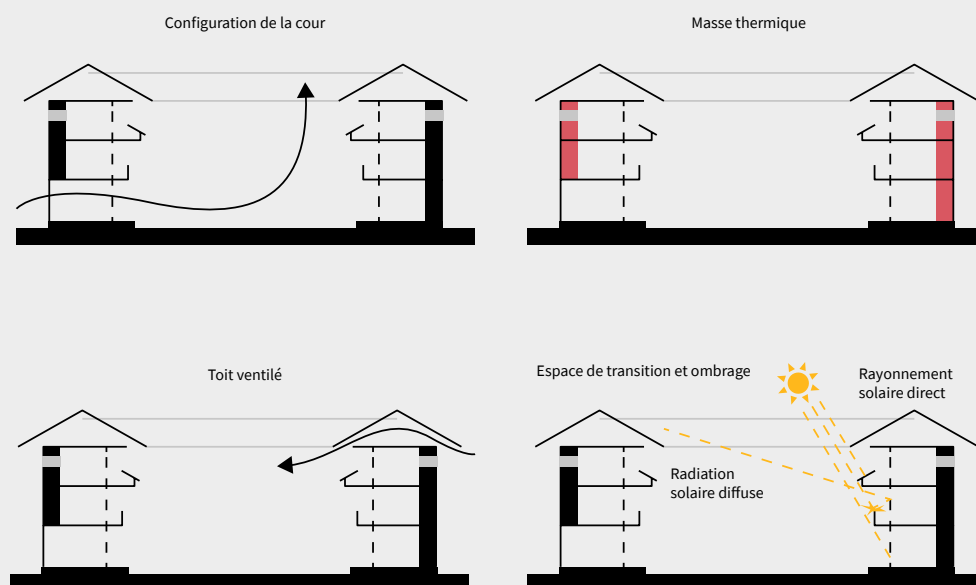 Configuration de la cour
Masse thermique
Toit ventilé
Espace de transition et ombrage
Rayonnement
solaire direct
Radiation
solaire diffuse